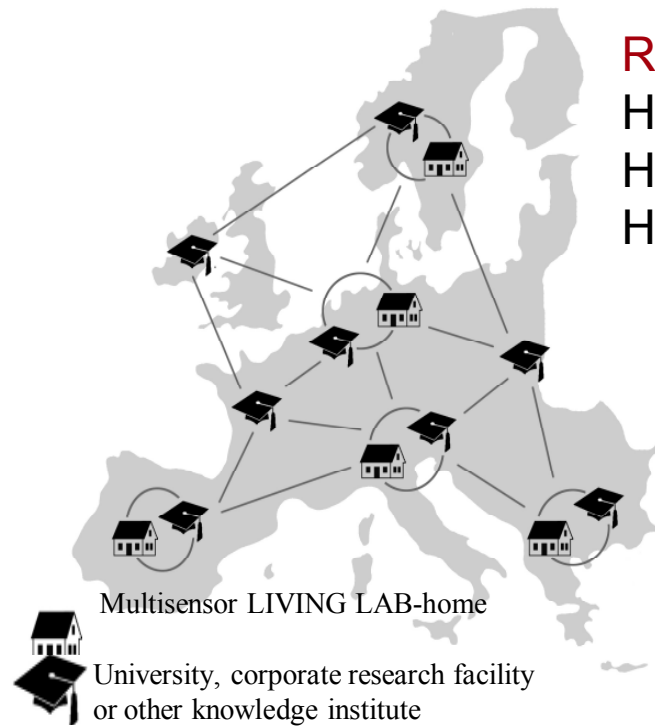 R
H
H
H
Multisensor LIVING LAB-home
University, corporate research facility
or other knowledge institute